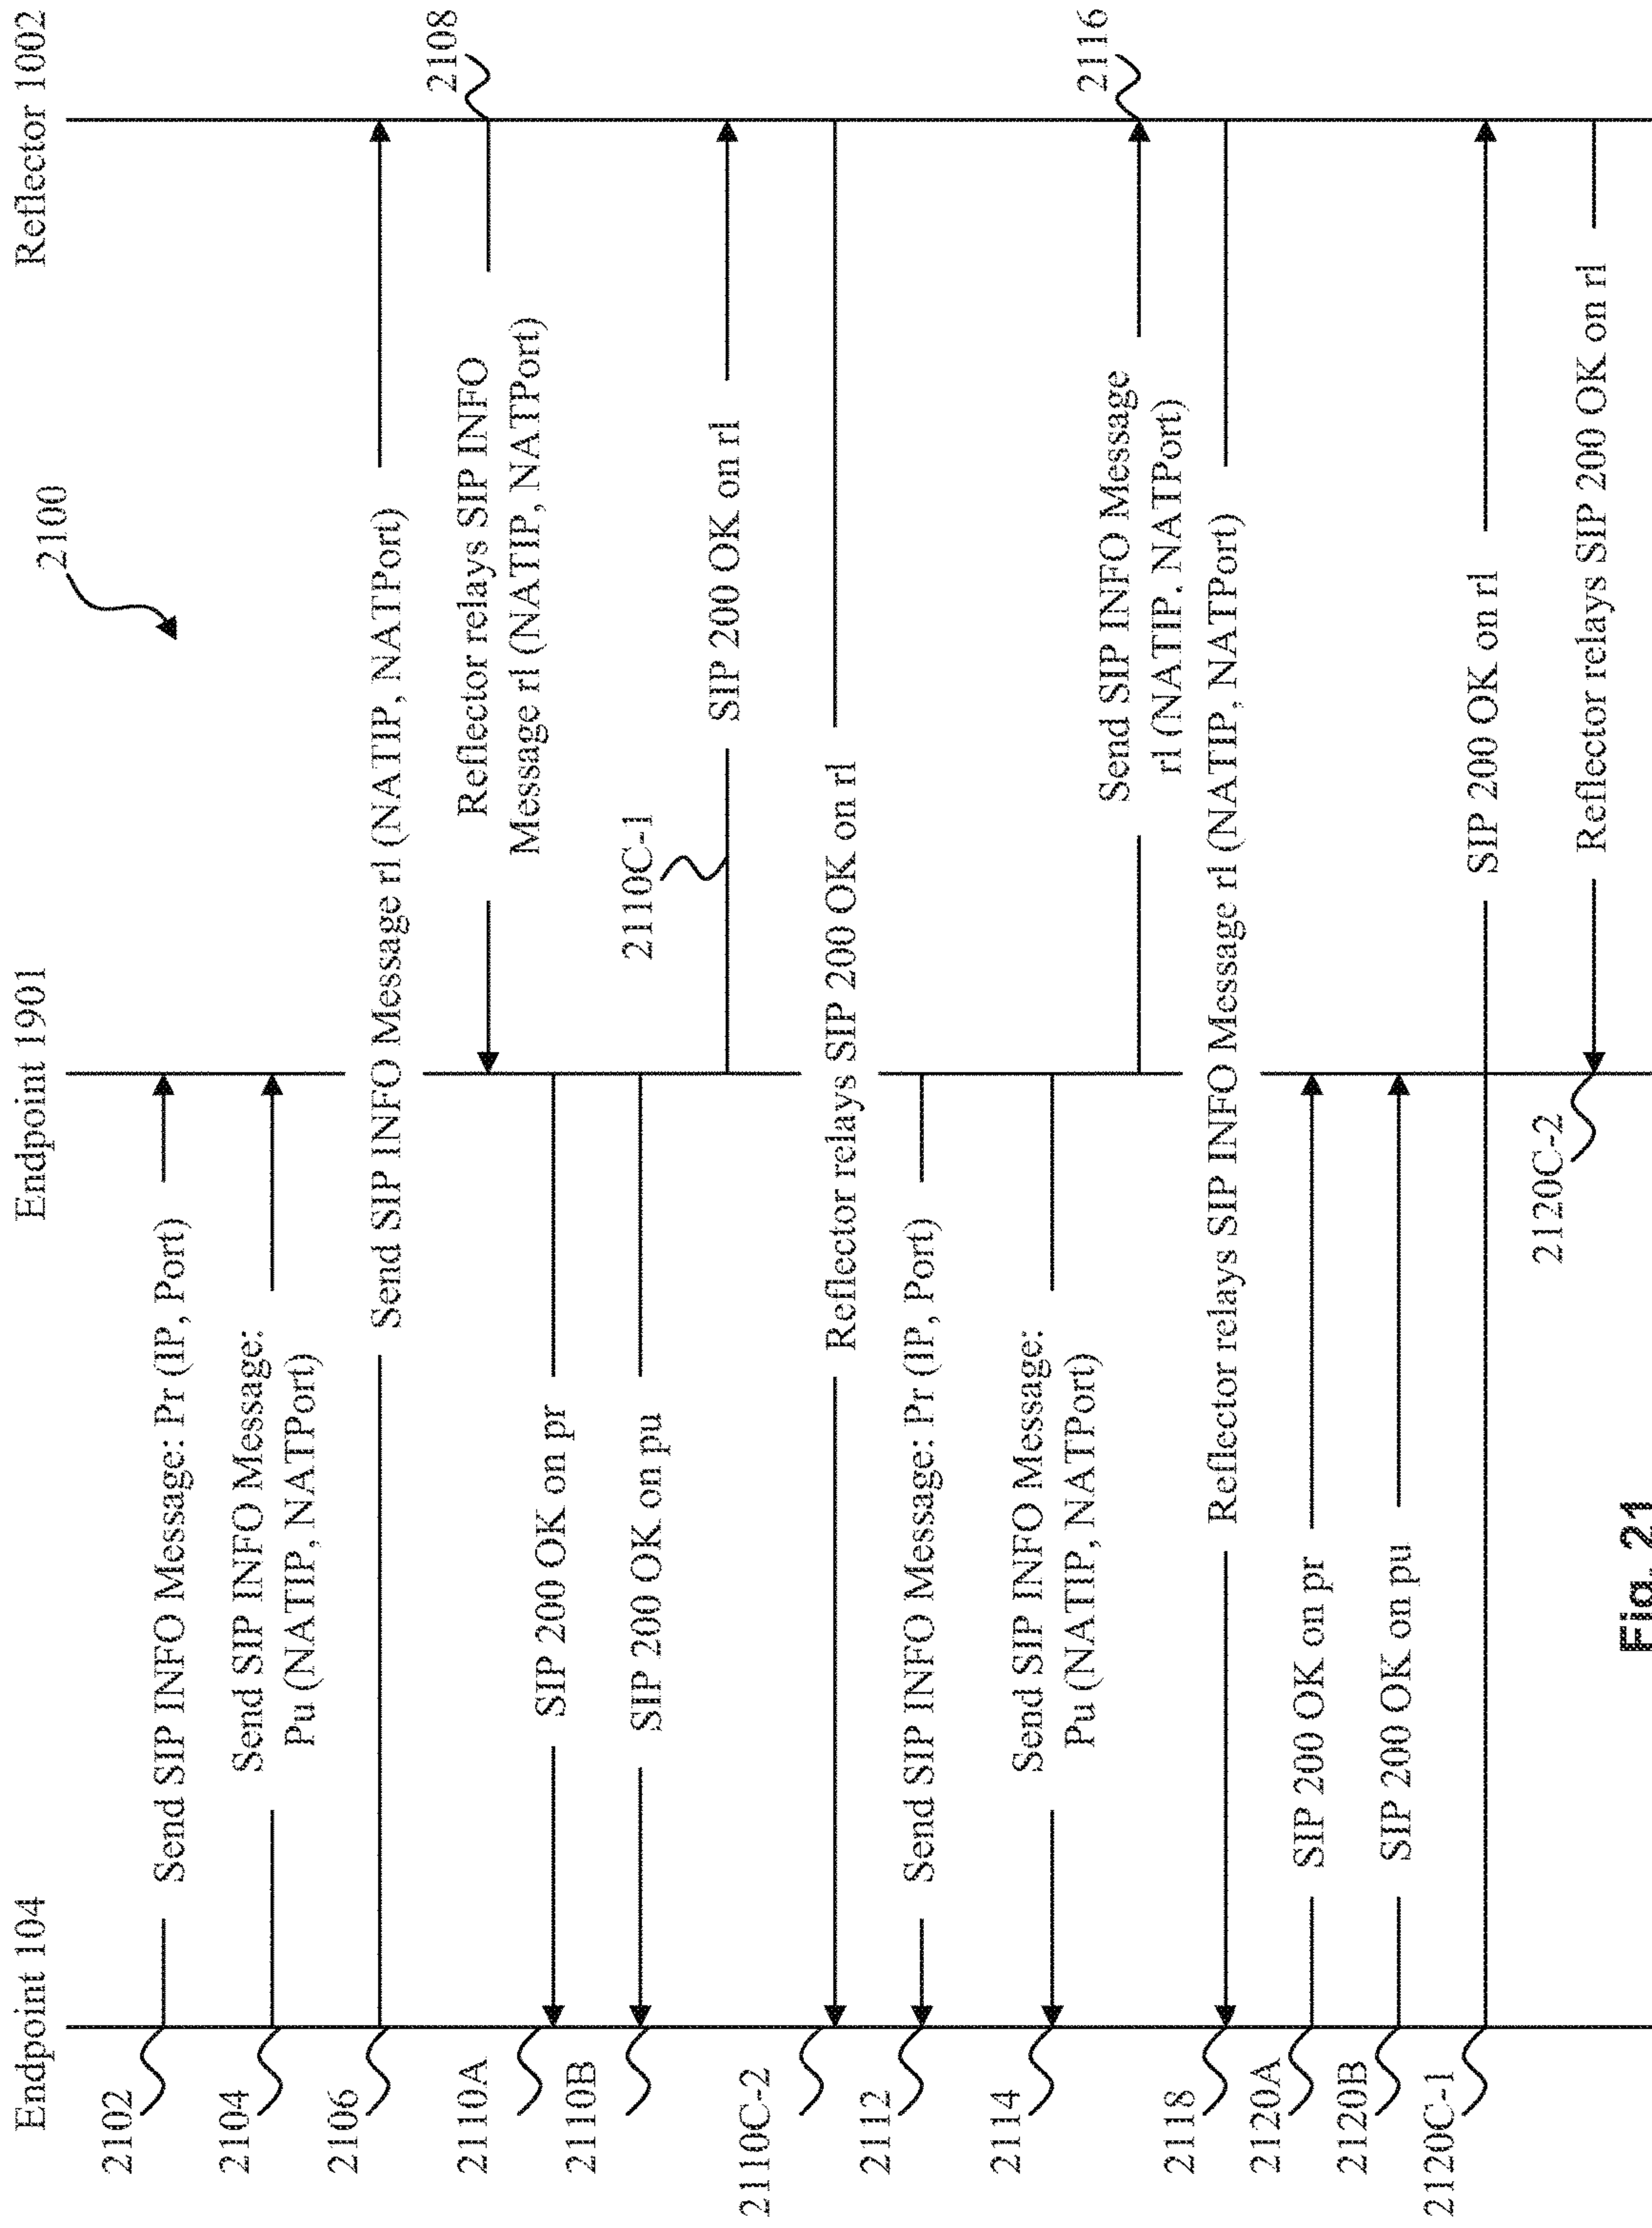 Endpoint 104
Endpoint 1901
Reflector 1002
2100
2102
Send SIP INFO Message: Pr (IP, Port)
2104
Send SIP INFO Message:
Pu (NATIP, NATPort)
2106
Send SIP INFO Message rl (NATIP, NATPort)
2108
Reflector relays SIP INFO
Message rl (NATIP, NATPort)
2110A
SIP 200 OK on pr
2110B
SIP 200 OK on pu
2110C-1
SIP 200 OK on rl
2110C-2
Reflector relays SIP 200 OK on rl
2112
Send SIP INFO Message: Pr (IP, Port)
2114
Send SIP INFO Message:
Pu (NATIP, NATPort)
2116
Send SIP INFO Message
rl (NATIP. NATPort)
2118
Reflector relays SIP INFO Message rl (NATIP, NATPort)
2120A
SIP 200 OK on pr
2120B
SIP 200 OK on pu
2120C-1
SIP 200 OK on rl
2120C-2
Reflector relays SIP 200 OK on rl
Fig. 21